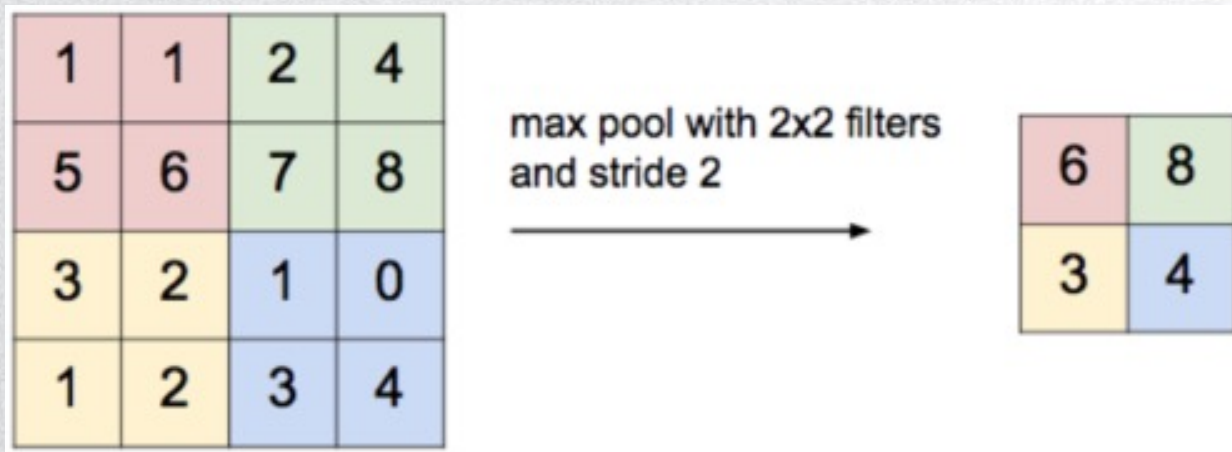 1 1 2 4
5 6 7 8
3 2 1 0
1 2 3 4
max pool with 2x2 filters
and stride 2
6 8
3 4